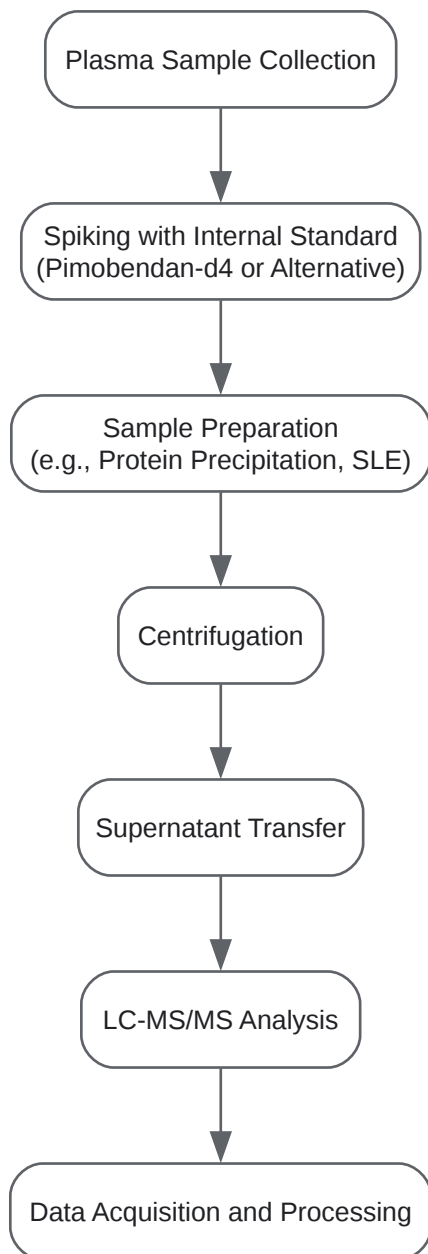 Plasma Sample Collection
Spiking with Internal Standard
(Pimobendan-d4 or Alternative)
Sample Preparation
(e.g., Protein Precipitation, SLE)
Centrifugation
Supernatant Transfer
LC-MS/MS Analysis
Data Acquisition and Processing